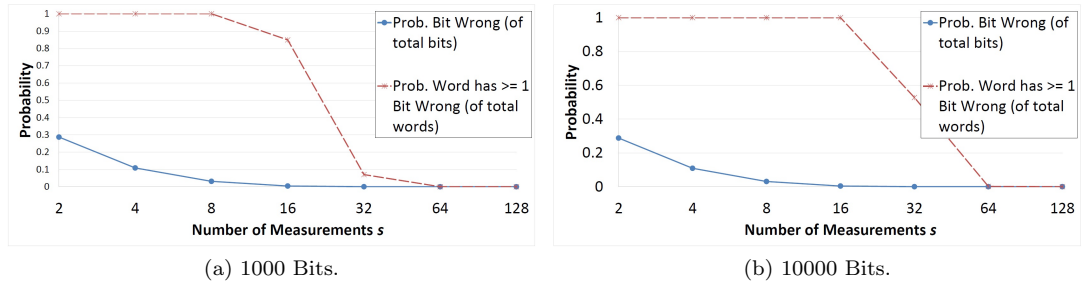 1
0.9
0.8
0.7
0.6
0.5
0.4
0.3
0.2
0.1
0
Probability
2 4 8 16 32 64 128
Number of Measurements s
Prob. Bit Wrong (of
total bits)
Prob. Word has >= 1
Bit Wrong (of total
words)
(a) 1000 Bits.
1
0.8
0.6
0.4
0.2
0
Probability
2 4 8 16 32 64 128
Number of Measurements s
Prob. Bit Wrong (of
total bits)
Prob. Word has >= 1
Bit Wrong (of total
words)
(b) 10000 Bits.